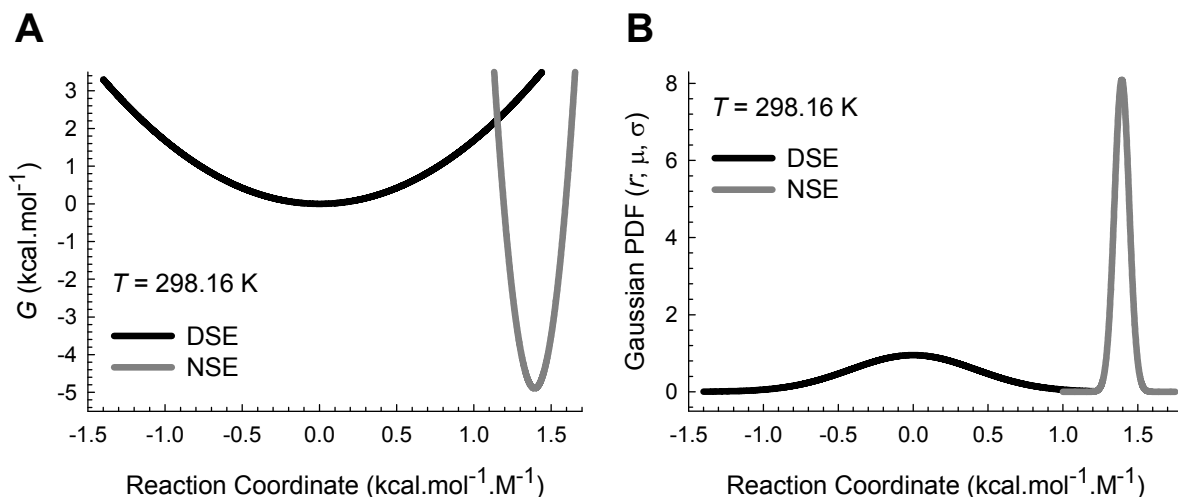 A
G (kcal.mol⁻¹)
3
2
1
0
-1
-2
-3
-4
-5
T = 298.16 K
DSE
NSE
-1.5 -1.0 -0.5 0.0 0.5 1.0 1.5
Reaction Coordinate (kcal.mol⁻¹.M⁻¹)
B
Gaussian PDF (r; μ, σ)
8
6
4
2
0
T = 298.16 K
DSE
NSE
-1.5 -1.0 -0.5 0.0 0.5 1.0 1.5
Reaction Coordinate (kcal.mol⁻¹.M⁻¹)